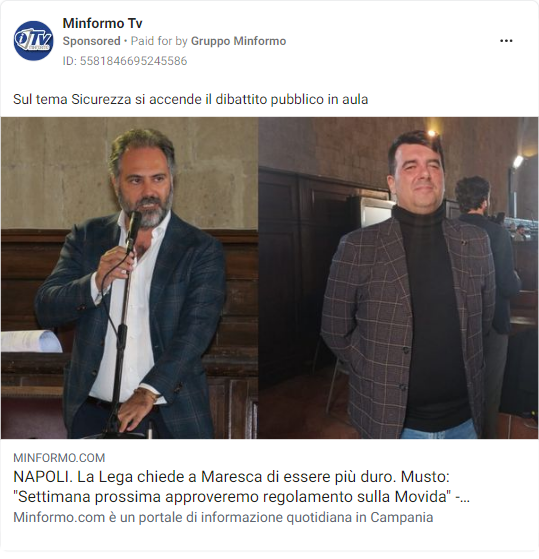 iTV
Minformo Tv
Sponsored • Paid for by Gruppo Minformo
ID: 5581846695245586
Sul tema Sicurezza si accende il dibattito pubblico in aula
MINFORMO.COM
NAPOLI. La Lega chiede a Maresca di essere più duro. Musto:
"Settimana prossima approveremo regolamento sulla Movida" -...
Minformo.com è un portale di informazione quotidiana in Campania